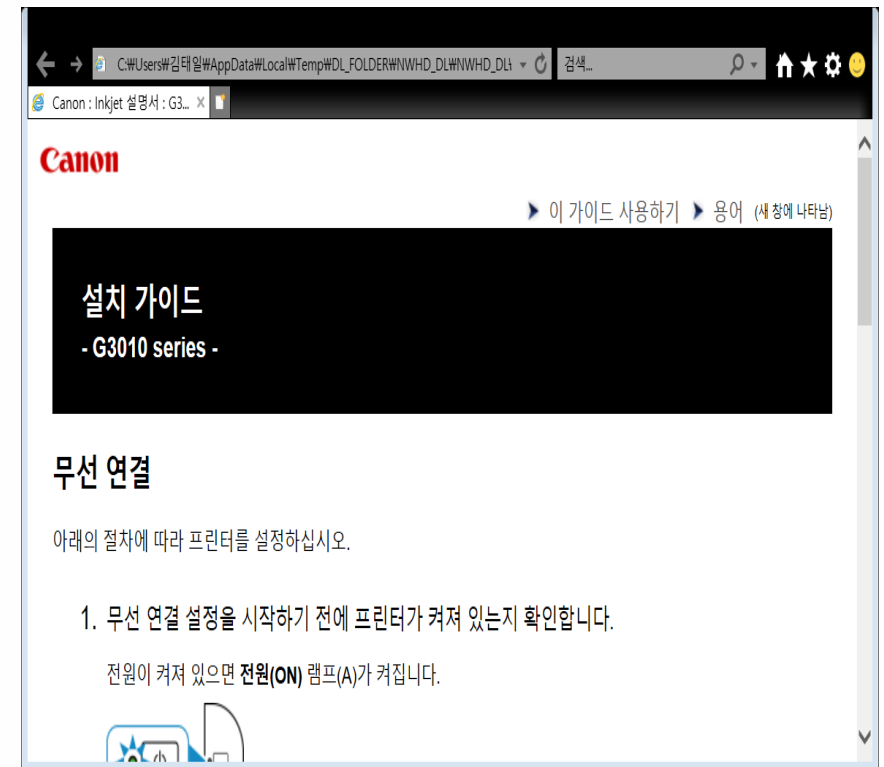 C:₩Users₩김태일₩AppData₩Local₩Temp₩DL_FOLDER₩NWHD_DL₩NWHD_DL₩
검색...
Canon : Inkjet 설명서 : G3...
Canon
이 가이드 사용하기 용어 (새 창에 나타남)
설치 가이드
- G3010 series -
무선 연결
아래의 절차에 따라 프린터를 설정하십시오.
1. 무선 연결 설정을 시작하기 전에 프린터가 켜져 있는지 확인합니다.
전원이 켜져 있으면 전원(ON) 램프(A)가 켜집니다.